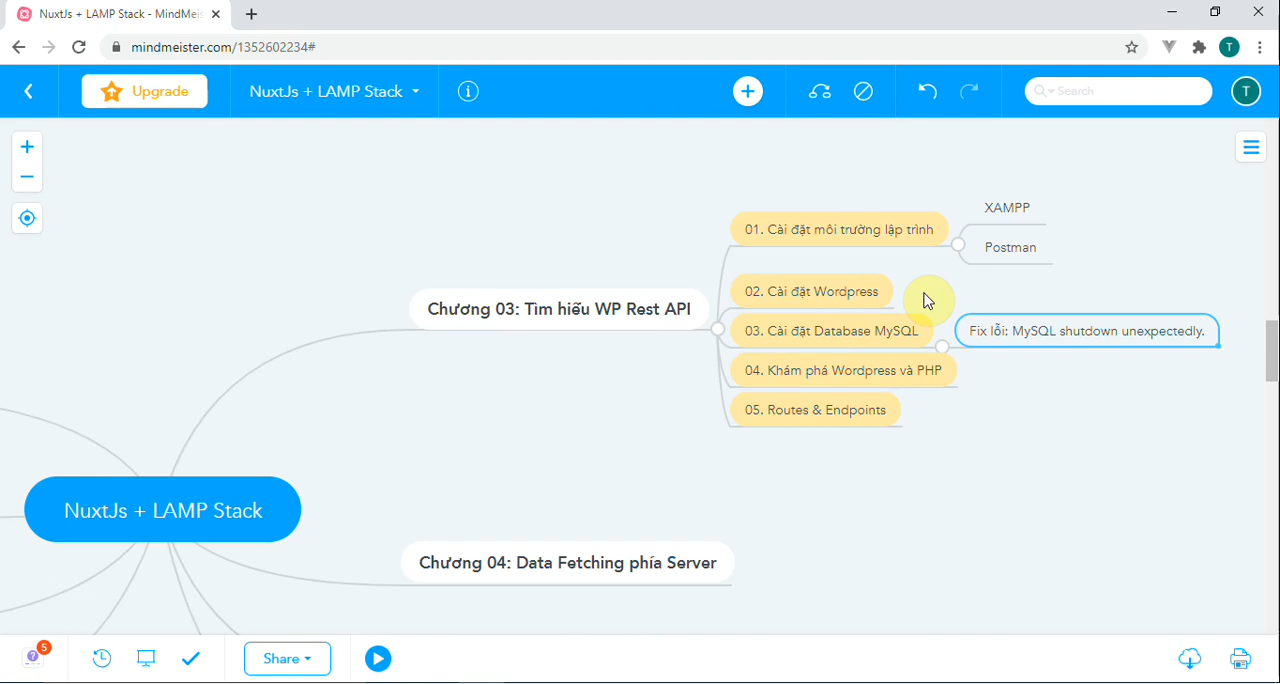 NuxtJs + LAMP Stack - MindMeis
mindmeister.com/1352602234#
T
Upgrade
NuxtJs + LAMP Stack
Search
T
XAMPP
01. Cài đặt môi trường lập trình
Postman
02. Cài đặt Wordpress
Chương 03: Tìm hiểu WP Rest API
03. Cài đặt Database MySQL
Fix lỗi: MySQL shutdown unexpectedly.
04. Khám phá Wordpress và PHP
05. Routes & Endpoints
NuxtJs + LAMP Stack
Chương 04: Data Fetching phía Server
5
Share